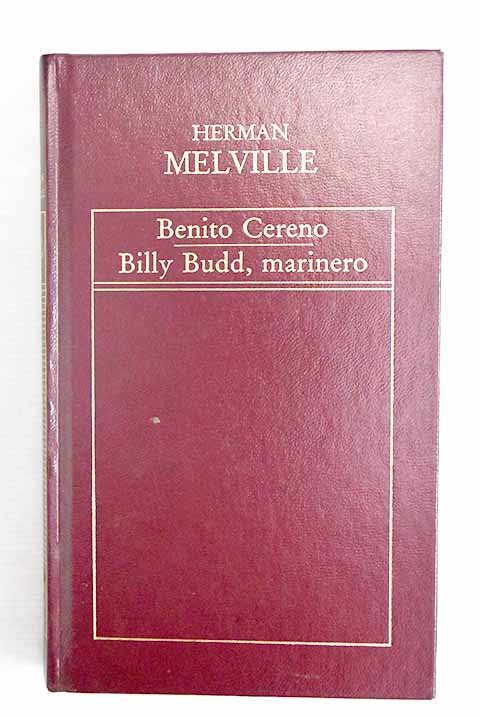 HERMAN
MELVILLE
Benito Cereno
Billy Budd, marinero